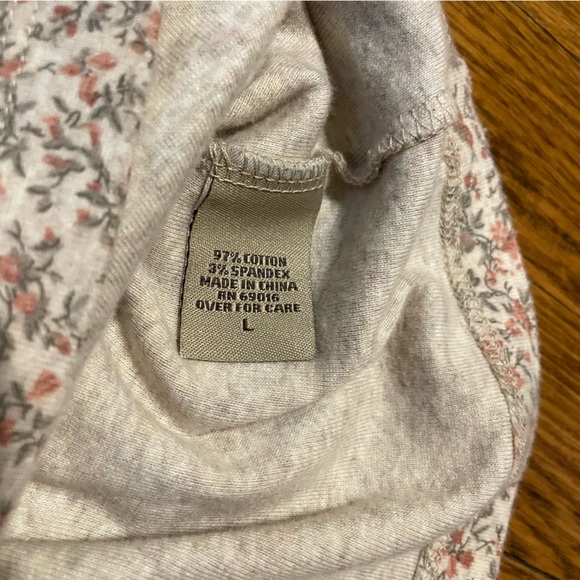 97% COTTON
3% SPANDEX
MADE IN CHINA
RN 69016
OVER FOR CARE
L